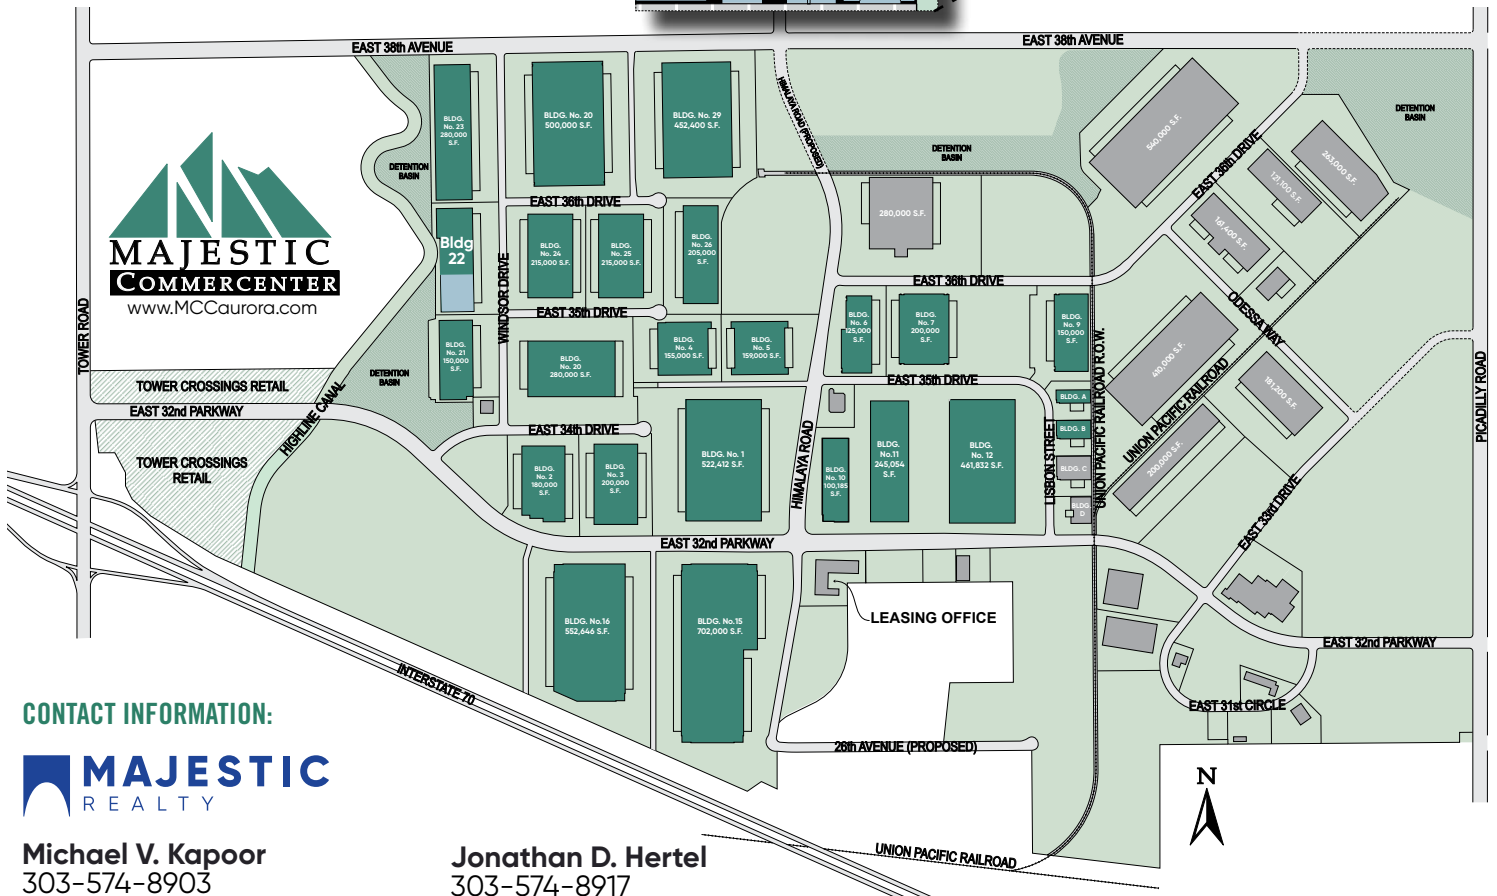 EAST 38th AVENUE
EAST 38th AVENUE
BLDG.
No. 23
280,000
S.F.
BLDG. No. 20
500,000 S.F.
BLDG. No. 29
452,400 S.F.
HIMALAYA ROAD (PROPOSED)
DETENTION
BASIN
DETENTION
BASIN
DETENTION
BASIN
540,000 S.F.
EAST 36th DRIVE
121,100 S.F.
263,000 S.F.
161,400 S.F.
MAJESTIC
COMMERCENTER
www.MCCaurora.com
EAST 36th DRIVE
Bldg
22
BLDG.
No. 24
215,000 S.F.
BLDG.
No. 25
215,000 S.F.
BLDG.
No. 26
205,000
S.F.
280,000 S.F.
WINDSOR DRIVE
TOWER ROAD
EAST 35th DRIVE
EAST 36th DRIVE
BLDG.
No. 6
125,000
S.F.
BLDG.
No. 7
200,000
S.F.
BLDG.
No. 9
150,000
S.F.
ODESSA WAY
BLDG.
No. 21
150,000
S.F.
BLDG.
No. 20
280,000 S.F.
BLDG.
No. 4
155,000 S.F.
BLDG.
No. 5
159,000 S.F.
UNION PACIFIC RAILROAD R.O.W.
410,000 S.F.
181,200 S.F.
PICADILLY ROAD
DETENTION
BASIN
TOWER CROSSINGS RETAIL
EAST 32nd PARKWAY
HIGHLINE CANAL
EAST 35th DRIVE
BLDG. A
BLDG. B
BLDG. C
BLDG.
D
LISBON STREET
UNION PACIFIC RAILROAD
200,000 S.F.
EAST 34th DRIVE
TOWER CROSSINGS
RETAIL
BLDG.
No. 2
180,000
S.F.
BLDG.
No. 3
200,000
S.F.
BLDG. No. 1
522,412 S.F.
HIMALAYA ROAD
BLDG.
No. 10
100,185
S.F.
BLDG.
No.11
245,054
S.F.
BLDG.
No. 12
461,832 S.F.
EAST 33rd DRIVE
EAST 32nd PARKWAY
BLDG. No.16
552,646 S.F.
BLDG. No.15
702,000 S.F.
LEASING OFFICE
EAST 32nd PARKWAY
INTERSTATE 70
EAST 31st CIRCLE
26th AVENUE (PROPOSED)
CONTACT INFORMATION:
MAJESTIC
REALTY
N
UNION PACIFIC RAILROAD
Michael V. Kapoor
303-574-8903
Jonathan D. Hertel
303-574-8917